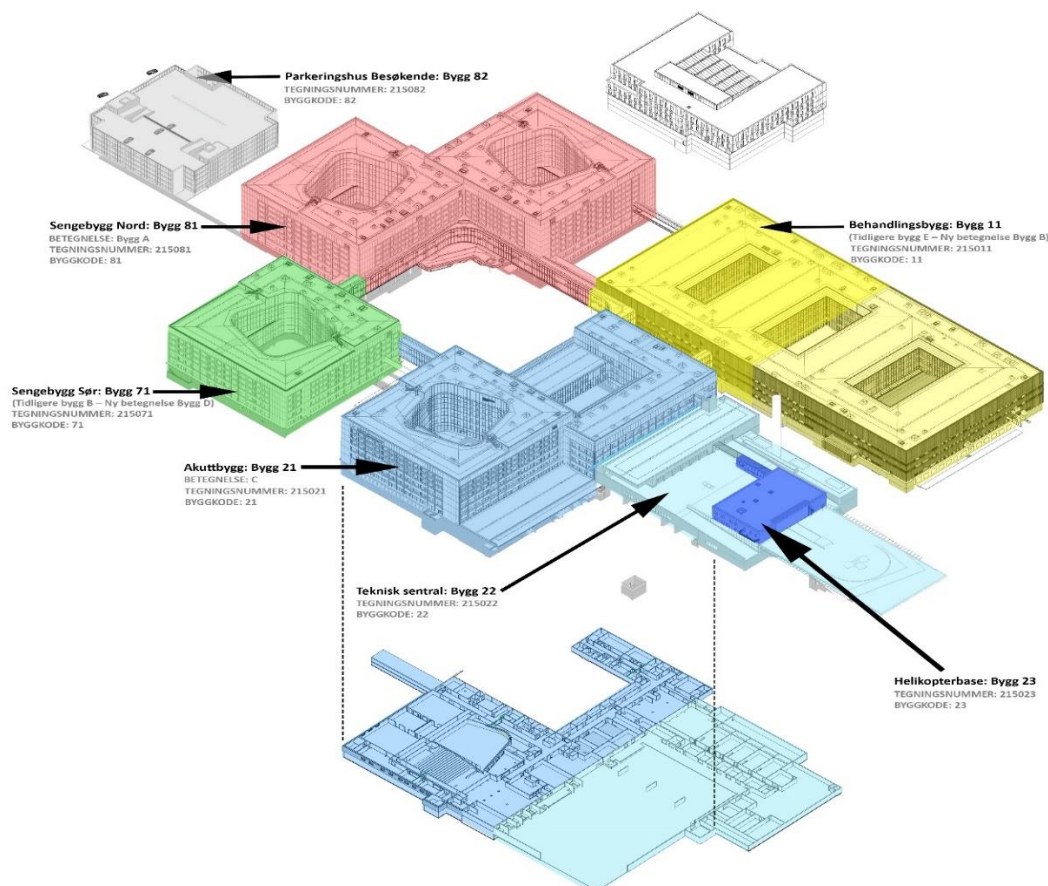 Parkeringshus Besøkende: Bygg 82
TEGNINGSNUMMER: 215082
BYGGKODE: 82
Sengebygg Nord: Bygg 81
BETEGNELSE: Bygg A
TEGNINGSNUMMER: 215081
BYGGKODE: 81
Behandlingsbygg: Bygg 11
(Tidligere bygg E – Ny betegnelse Bygg B)
TEGNINGSNUMMER: 215011
BYGGKODE: 11
Sengebygg Sør: Bygg 71
(Tidligere bygg B – Ny betegnelse Bygg D)
TEGNINGSNUMMER: 215071
BYGGKODE: 71
Akuttbygg: Bygg 21
BETEGNELSE: C
TEGNINGSNUMMER: 215021
BYGGKODE: 21
Teknisk sentral: Bygg 22
TEGNINGSNUMMER: 215022
BYGGKODE: 22
Helikopterbase: Bygg 23
TEGNINGSNUMMER: 215023
BYGGKODE: 23